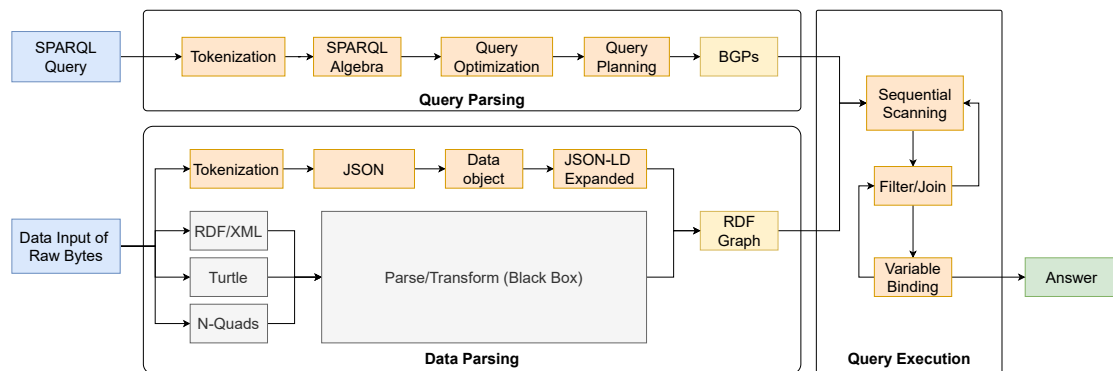 SPARQL
Query
Tokenization
SPARQL
Algebra
Query
Optimization
Query
Planning
BGPs
Query Parsing
Tokenization
JSON
Data
object
JSON-LD
Expanded
Data Input of
Raw Bytes
RDF/XML
Turtle
N-Quads
Parse/Transform (Black Box)
RDF
Graph
Data Parsing
Sequential
Scanning
Filter/Join
Variable
Binding
Query Execution
Answer